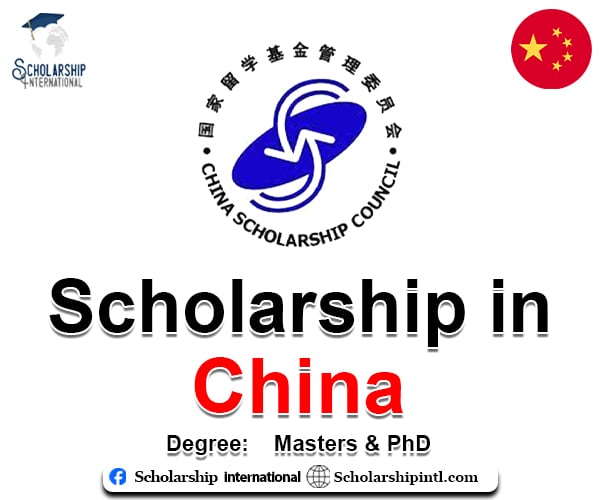 SCHOLARSHIP
INTERNATIONAL
国家留学基金管理委员会
• CHINA SCHOLARSHIP COUNCIL •
Scholarship in
China
Degree: Masters & PhD
Scholarship international Scholarshipintl.com